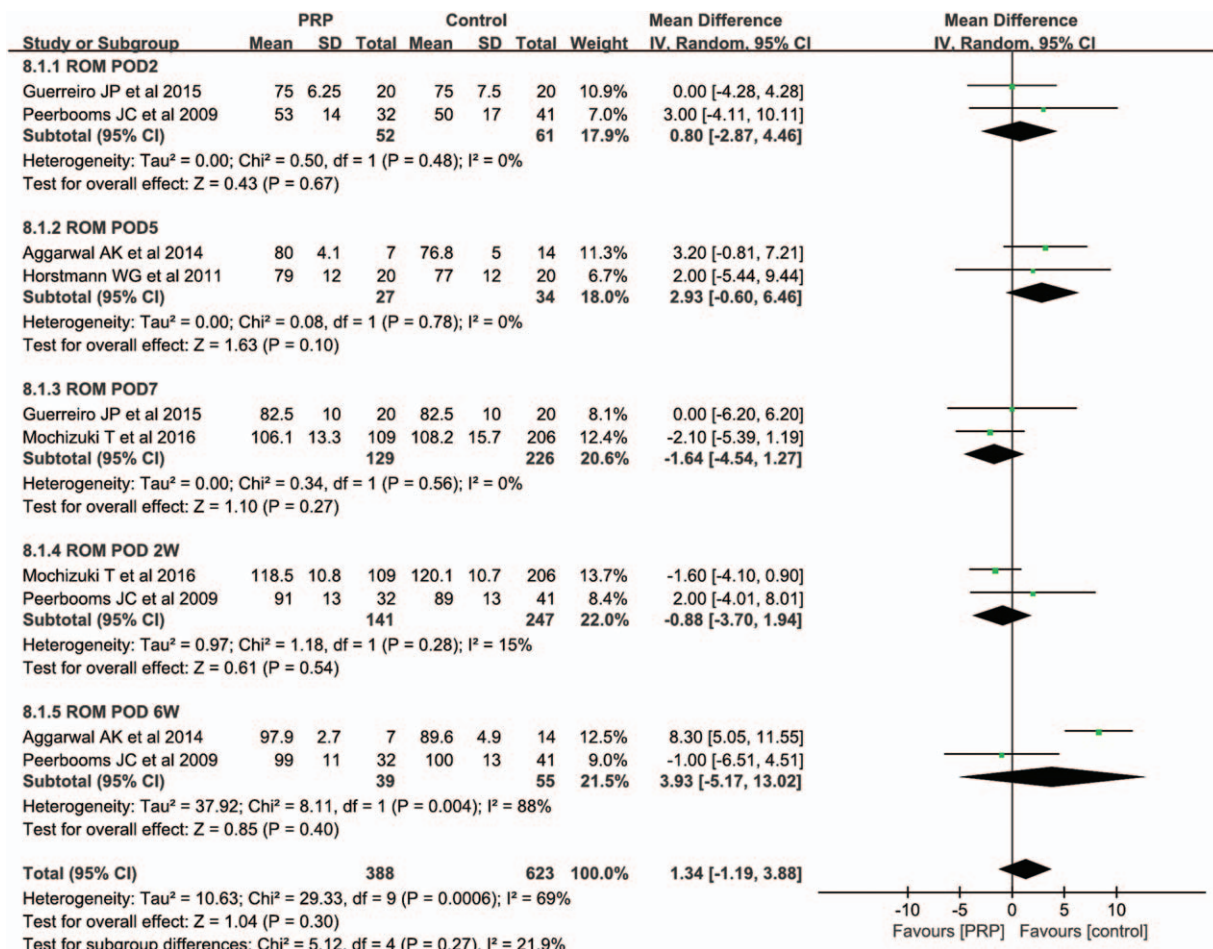 PRP Control Mean Difference Mean Difference
Study or Subgroup Mean SD Total Mean SD Total Weight IV, Random, 95% CI IV, Random, 95% CI
8.1.1 ROM POD2
Guerreiro JP et al 2015 75 6.25 20 75 7.5 20 10.9% 0.00 [-4.28, 4.28]
Peerbooms JC et al 2009 53 14 32 50 17 41 7.0% 3.00 [-4.11, 10.11]
Subtotal (95% CI) 52 61 17.9% 0.80 [-2.87, 4.46]
Heterogeneity: Tau² = 0.00; Chi² = 0.50, df = 1 (P = 0.48); I² = 0%
Test for overall effect: Z = 0.43 (P = 0.67)
8.1.2 ROM POD5
Aggarwal AK et al 2014 80 4.1 7 76.8 5 14 11.3% 3.20 [-0.81, 7.21]
Horstmann WG et al 2011 79 12 20 77 12 20 6.7% 2.00 [-5.44, 9.44]
Subtotal (95% CI) 27 34 18.0% 2.93 [-0.60, 6.46]
Heterogeneity: Tau² = 0.00; Chi² = 0.08, df = 1 (P = 0.78); I² = 0%
Test for overall effect: Z = 1.63 (P = 0.10)
8.1.3 ROM POD7
Guerreiro JP et al 2015 82.5 10 20 82.5 10 20 8.1% 0.00 [-6.20, 6.20]
Mochizuki T et al 2016 106.1 13.3 109 108.2 15.7 206 12.4% -2.10 [-5.39, 1.19]
Subtotal (95% CI) 129 226 20.6% -1.64 [-4.54, 1.27]
Heterogeneity: Tau² = 0.00; Chi² = 0.34, df = 1 (P = 0.56); I² = 0%
Test for overall effect: Z = 1.10 (P = 0.27)
8.1.4 ROM POD 2W
Mochizuki T et al 2016 118.5 10.8 109 120.1 10.7 206 13.7% -1.60 [-4.10, 0.90]
Peerbooms JC et al 2009 91 13 32 89 13 41 8.4% 2.00 [-4.01, 8.01]
Subtotal (95% CI) 141 247 22.0% -0.88 [-3.70, 1.94]
Heterogeneity: Tau² = 0.97; Chi² = 1.18, df = 1 (P = 0.28); I² = 15%
Test for overall effect: Z = 0.61 (P = 0.54)
8.1.5 ROM POD 6W
Aggarwal AK et al 2014 97.9 2.7 7 89.6 4.9 14 12.5% 8.30 [5.05, 11.55]
Peerbooms JC et al 2009 99 11 32 100 13 41 9.0% -1.00 [-6.51, 4.51]
Subtotal (95% CI) 39 55 21.5% 3.93 [-5.17, 13.02]
Heterogeneity: Tau² = 37.92; Chi² = 8.11, df = 1 (P = 0.004); I² = 88%
Test for overall effect: Z = 0.85 (P = 0.40)
Total (95% CI) 388 623 100.0% 1.34 [-1.19, 3.88]
Heterogeneity: Tau² = 10.63; Chi² = 29.33, df = 9 (P = 0.0006); I² = 69%
Test for overall effect: Z = 1.04 (P = 0.30)
Test for subgroup differences: Chi² = 5.12, df = 4 (P = 0.27), I² = 21.9%
-10 -5 0 5 10
Favours [PRP] Favours [control]